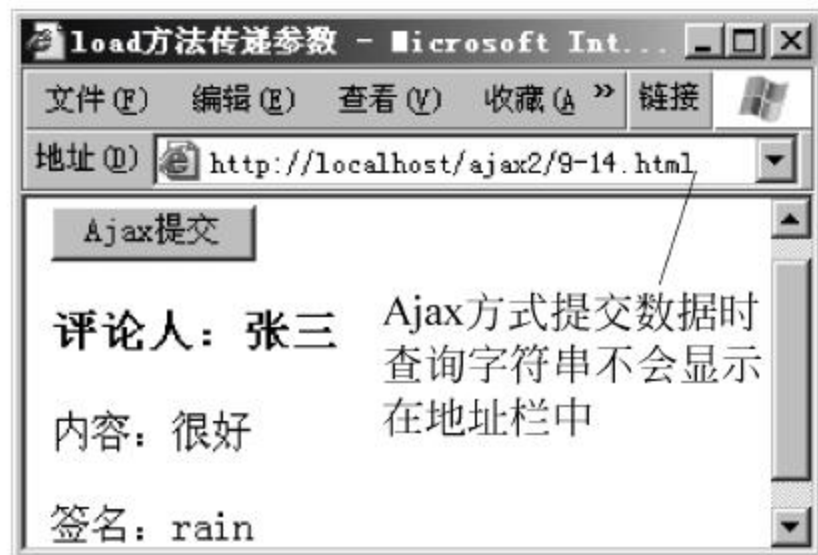 load方法传递参数 - Microsoft Int...
文件(F) 编辑(E) 查看(V) 收藏(A » 链接
地址(D) http://localhost/ajax2/9-14.html
Ajax提交
评论人：张三
Ajax方式提交数据时
查询字符串不会显示
在地址栏中
内容：很好
签名：rain